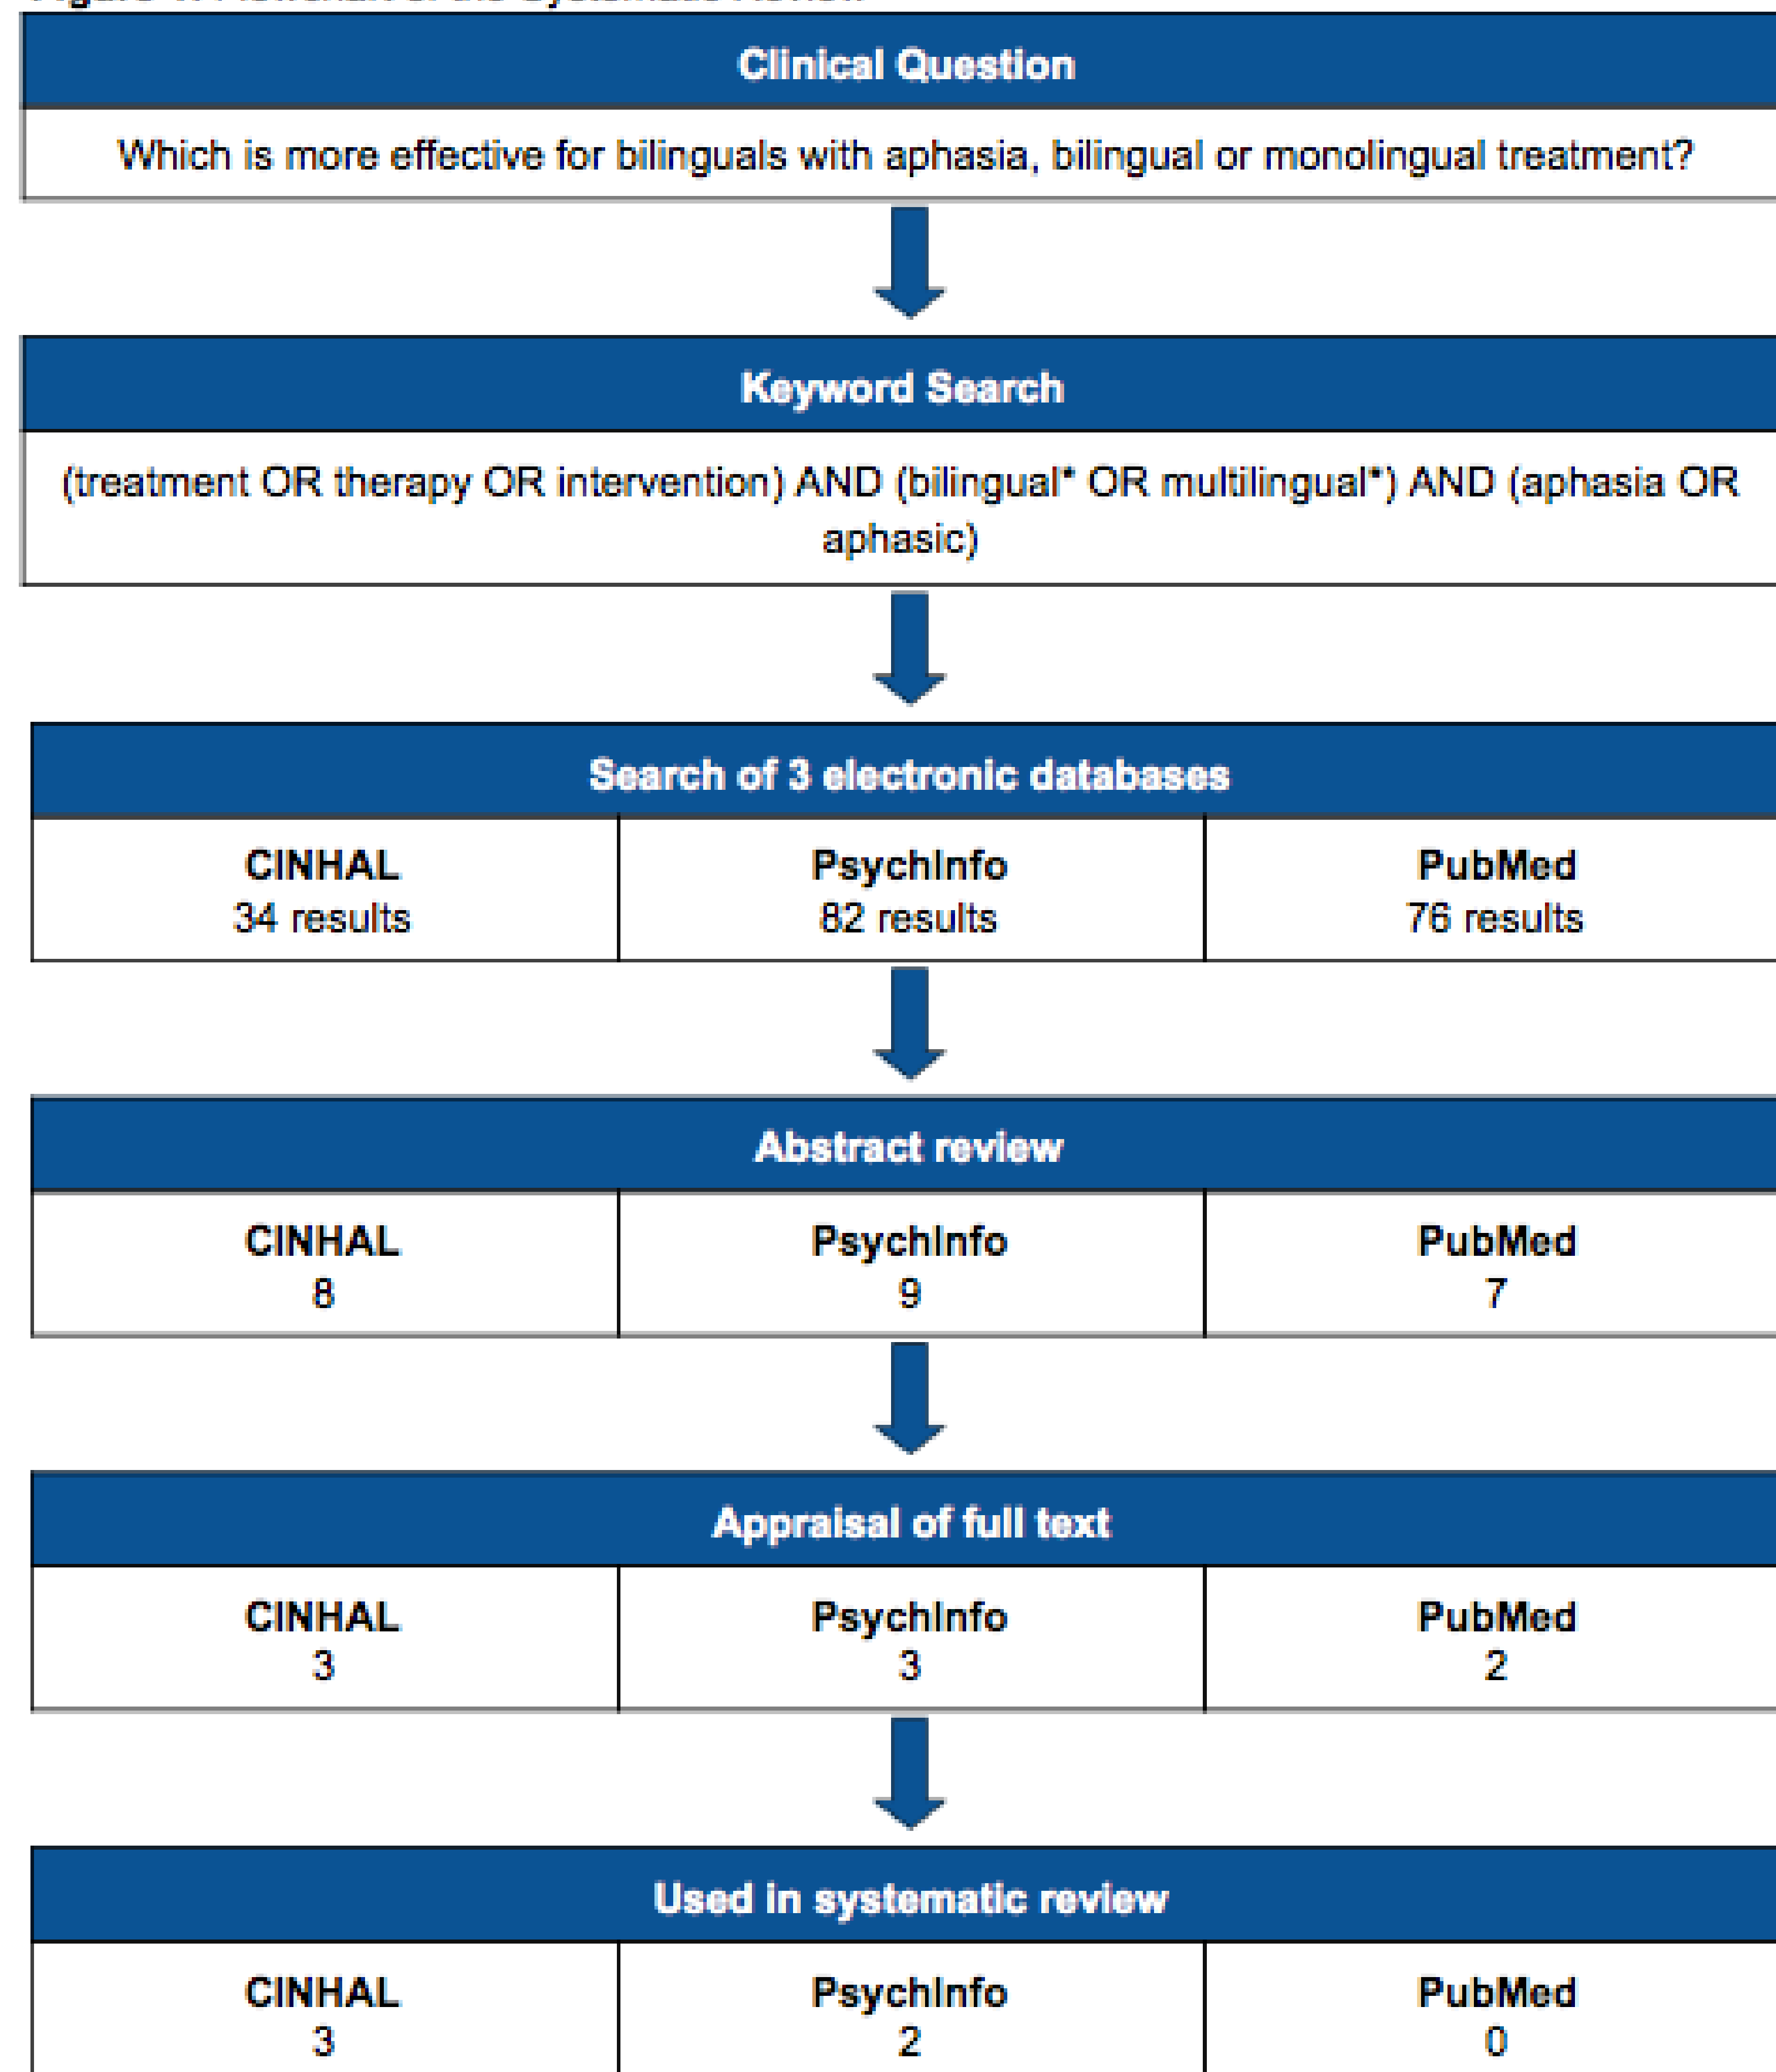 Clinical Question
Which is more effective for bilinguals with aphasia, bilingual or monolingual treatment?
Keyword Search
(treatment OR therapy OR intervention) AND (bilingual* OR multilingual*) AND (aphasia OR
aphasic)
Search of 3 electronic databases
CINHAL
34 results
PsychInfo
82 results
PubMed
76 results
Abstract review
CINHAL
8
PsychInfo
9
PubMed
7
Appraisal of full text
CINHAL
3
PsychInfo
3
PubMed
2
Used in systematic review
CINHAL
3
PsychInfo
2
PubMed
0